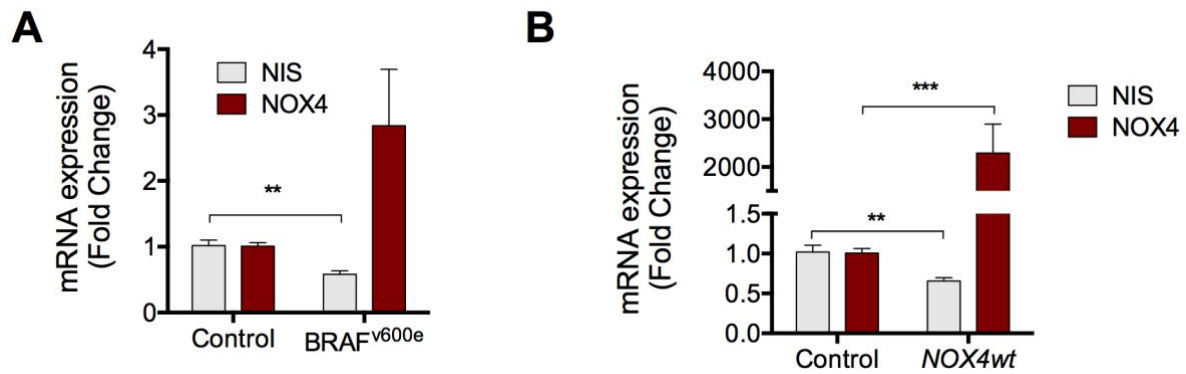 A
mRNA expression
(Fold Change)
4
3
2
1
0
NIS
NOX4
**
Control
BRAFv600e
B
mRNA expression
(Fold Change)
4000
3000
2000
1.5
1.0
0.5
0.0
***
**
NIS
NOX4
Control
NOX4wt